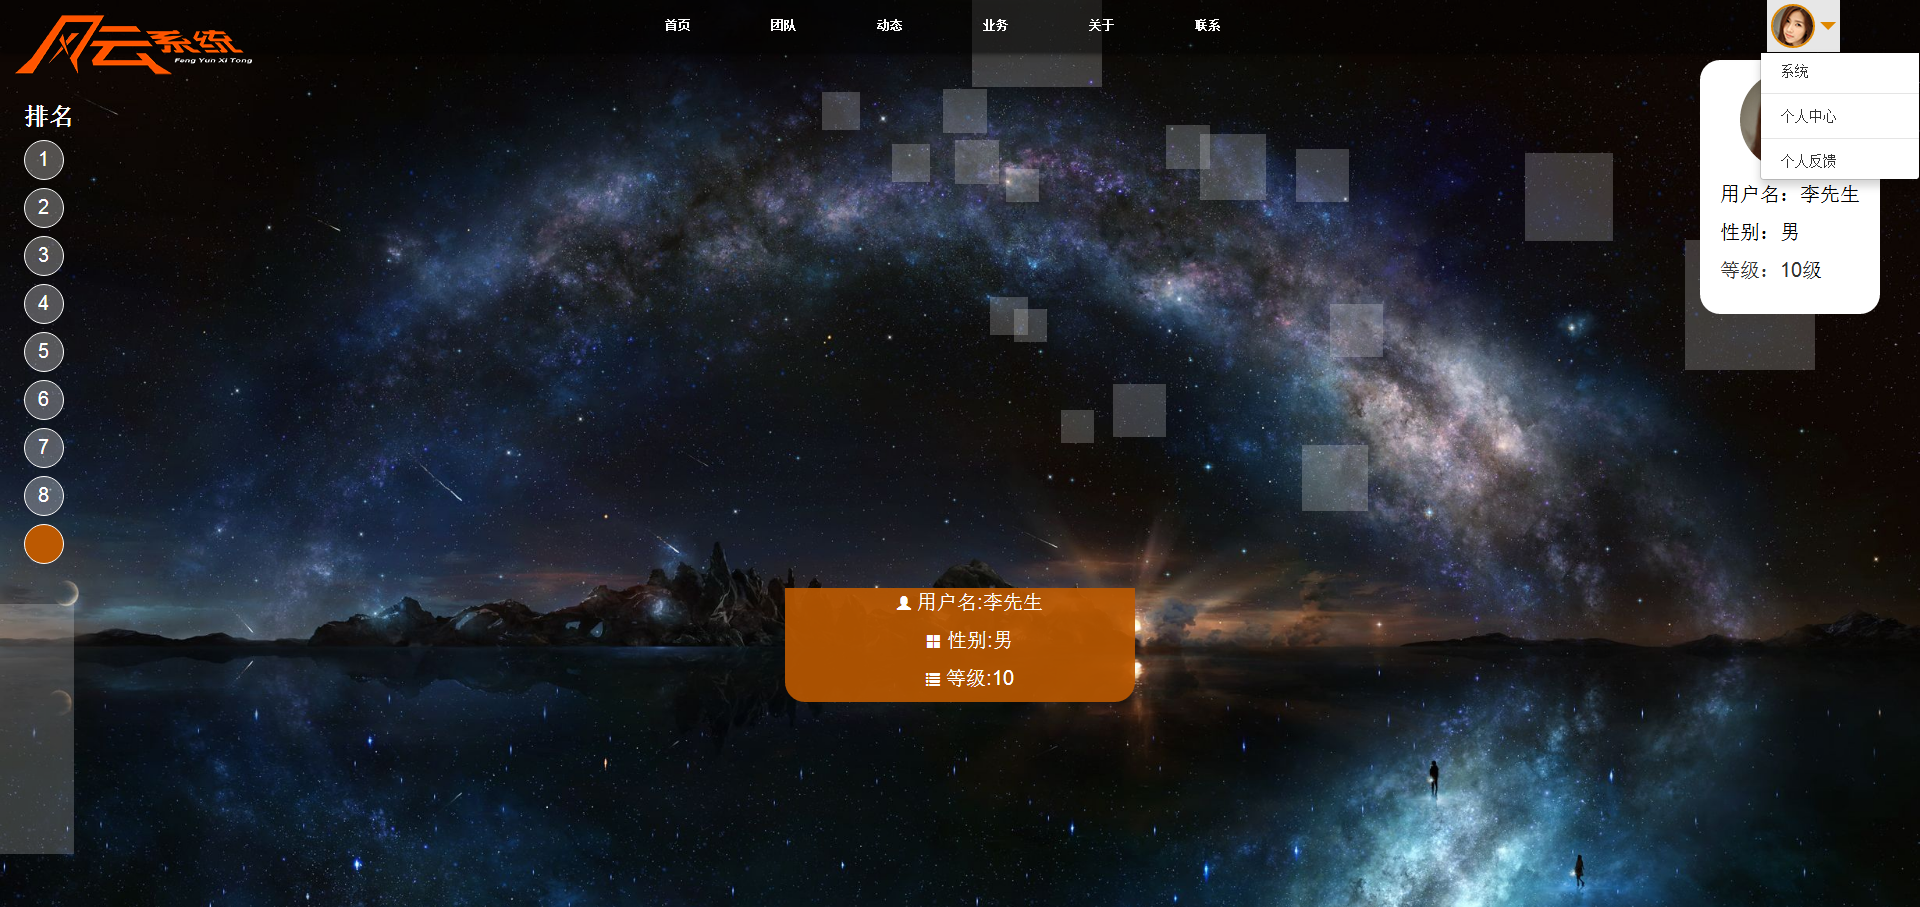 风云系统
Feng Yun Xi Tong
首页 团队 动态 业务 关于 联系
系统
个人中心
个人反馈
用户名：李先生
性别：男
等级：10级
排名
1
2
3
4
5
6
7
8
用户名:李先生
性别:男
等级:10